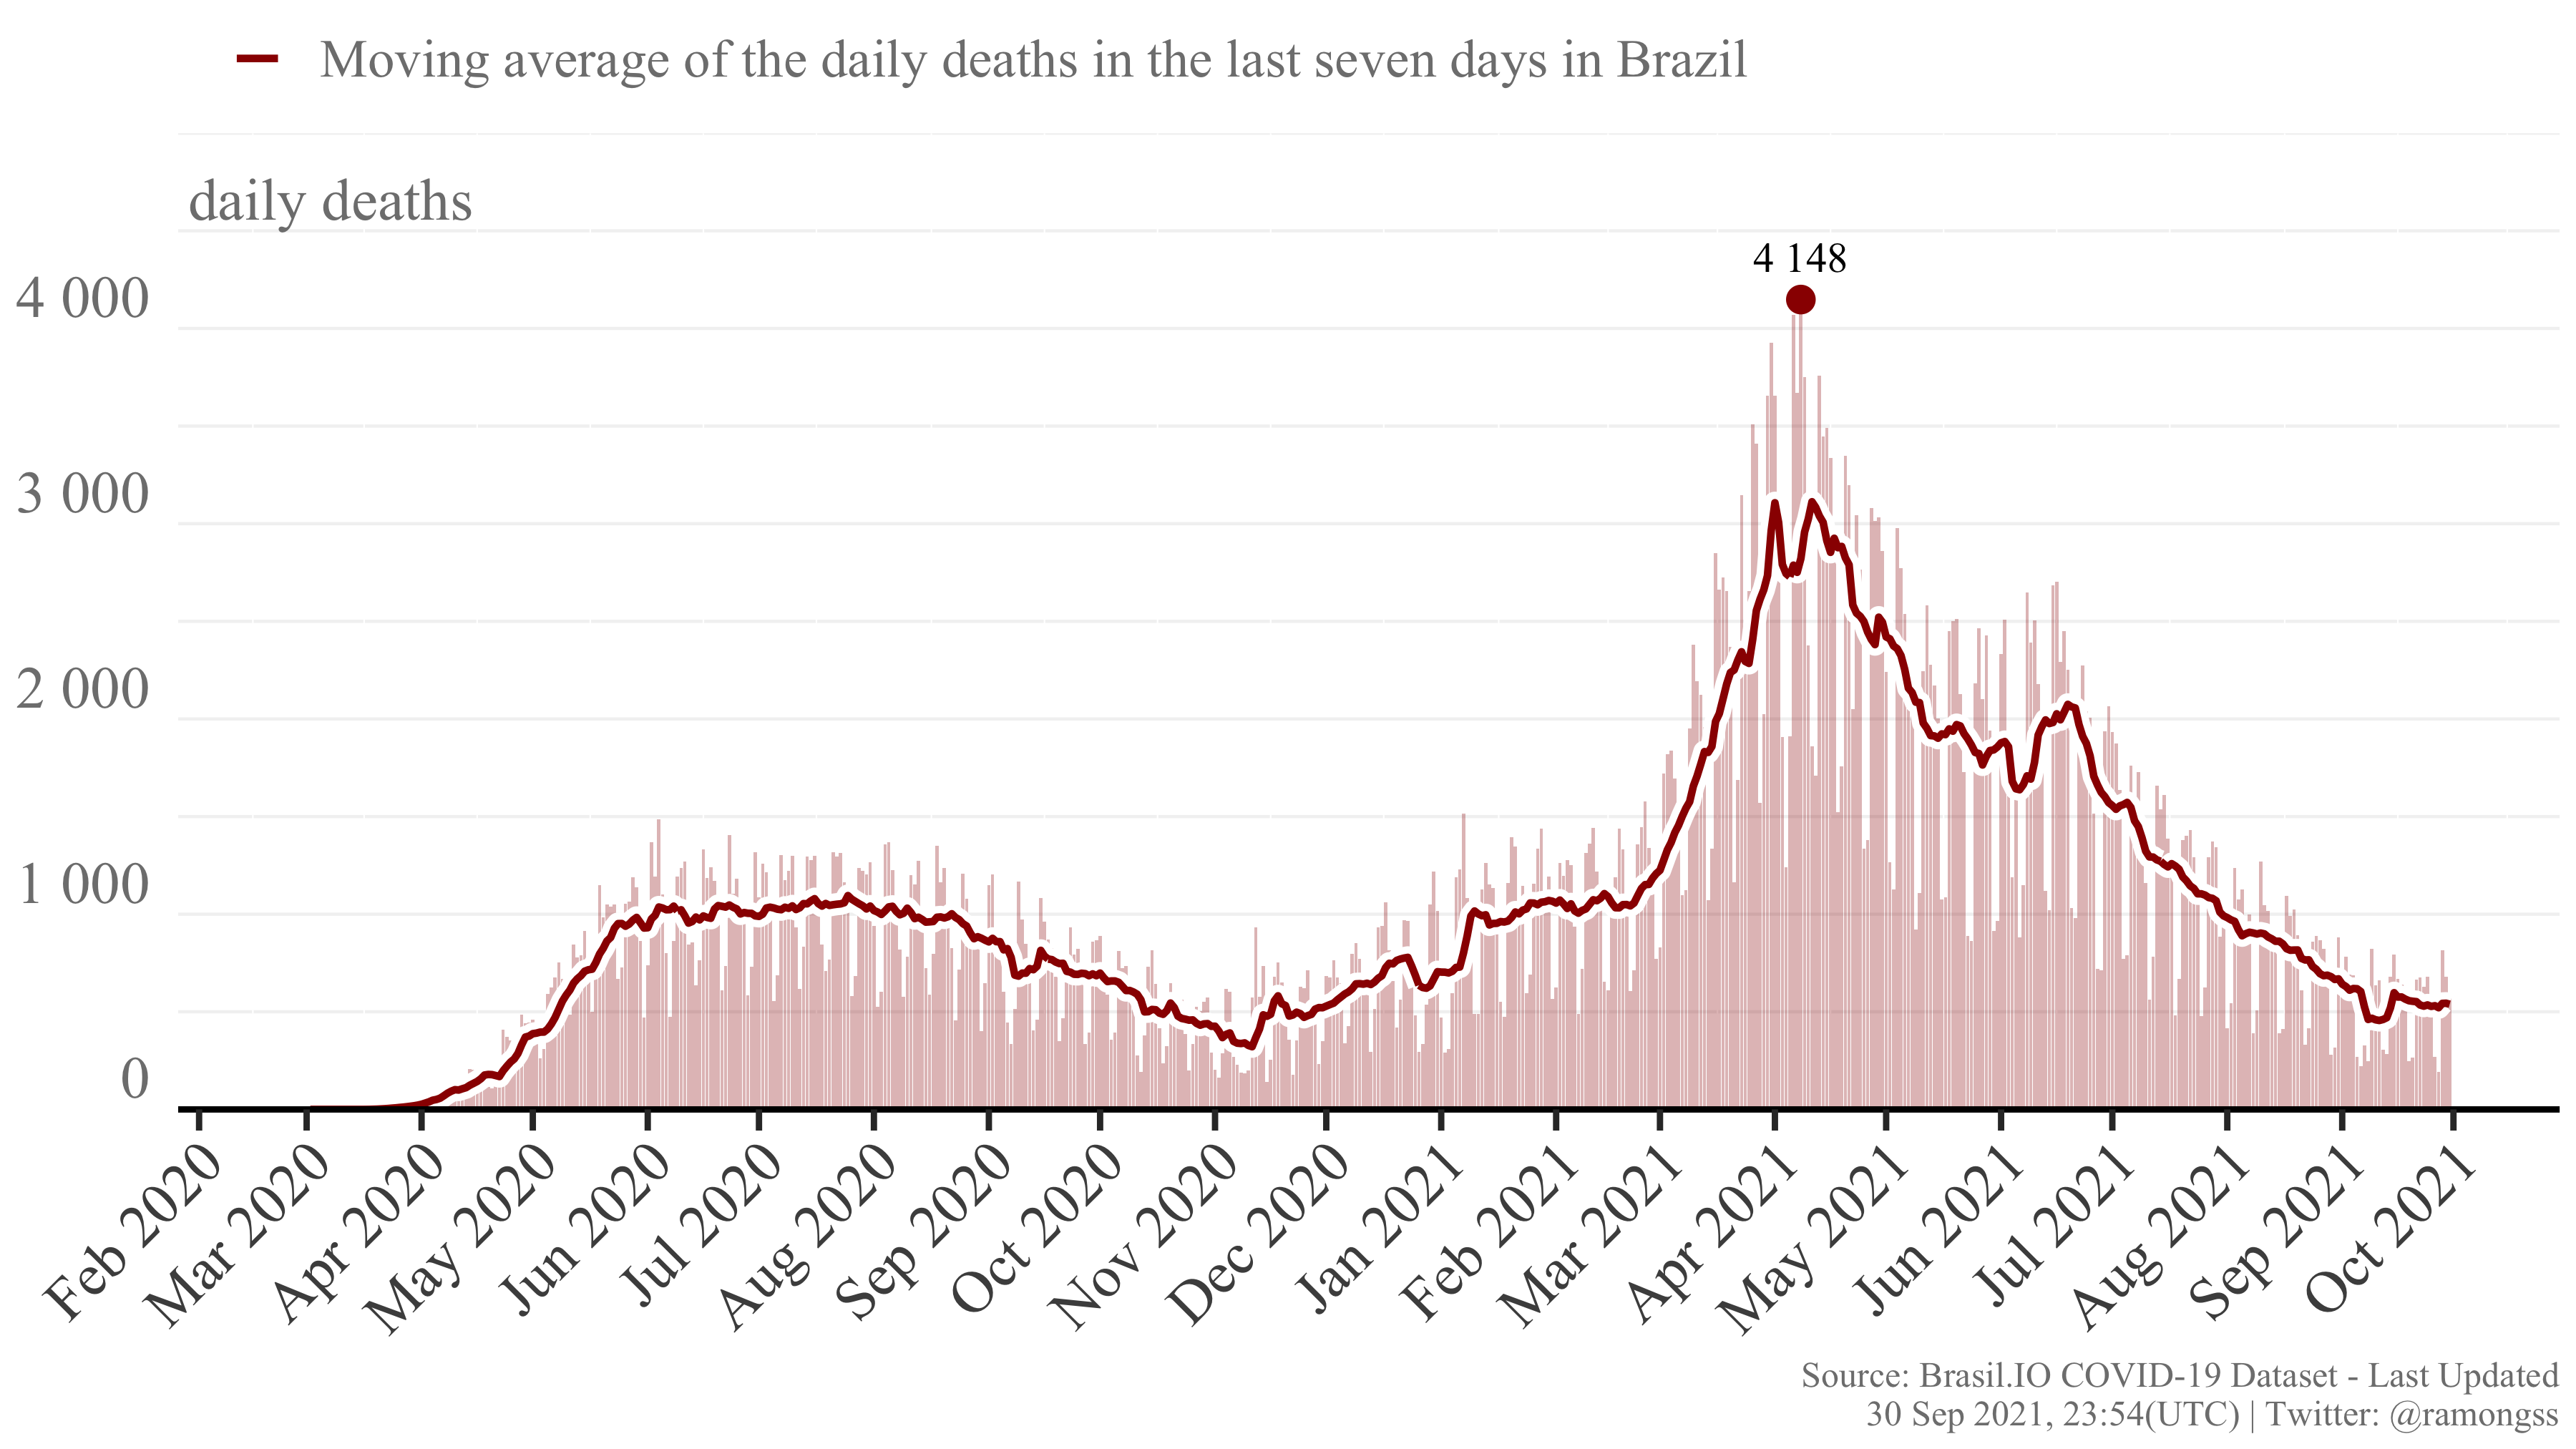 Moving average of the daily deaths in the last seven days in Brazil
daily deaths
4 148
4 000
3 000
2 000
1 000
0
Feb 2020
Mar 2020
Apr 2020
May 2020
Jun 2020
Jul 2020
Aug 2020
Sep 2020
Oct 2020
Nov 2020
Dec 2020
Jan 2021
Feb 2021
Mar 2021
Apr 2021
May 2021
Jun 2021
Jul 2021
Aug 2021
Sep 2021
Oct 2021
Source: Brasil.IO COVID-19 Dataset - Last Updated
30 Sep 2021, 23:54(UTC) | Twitter: @ramongss